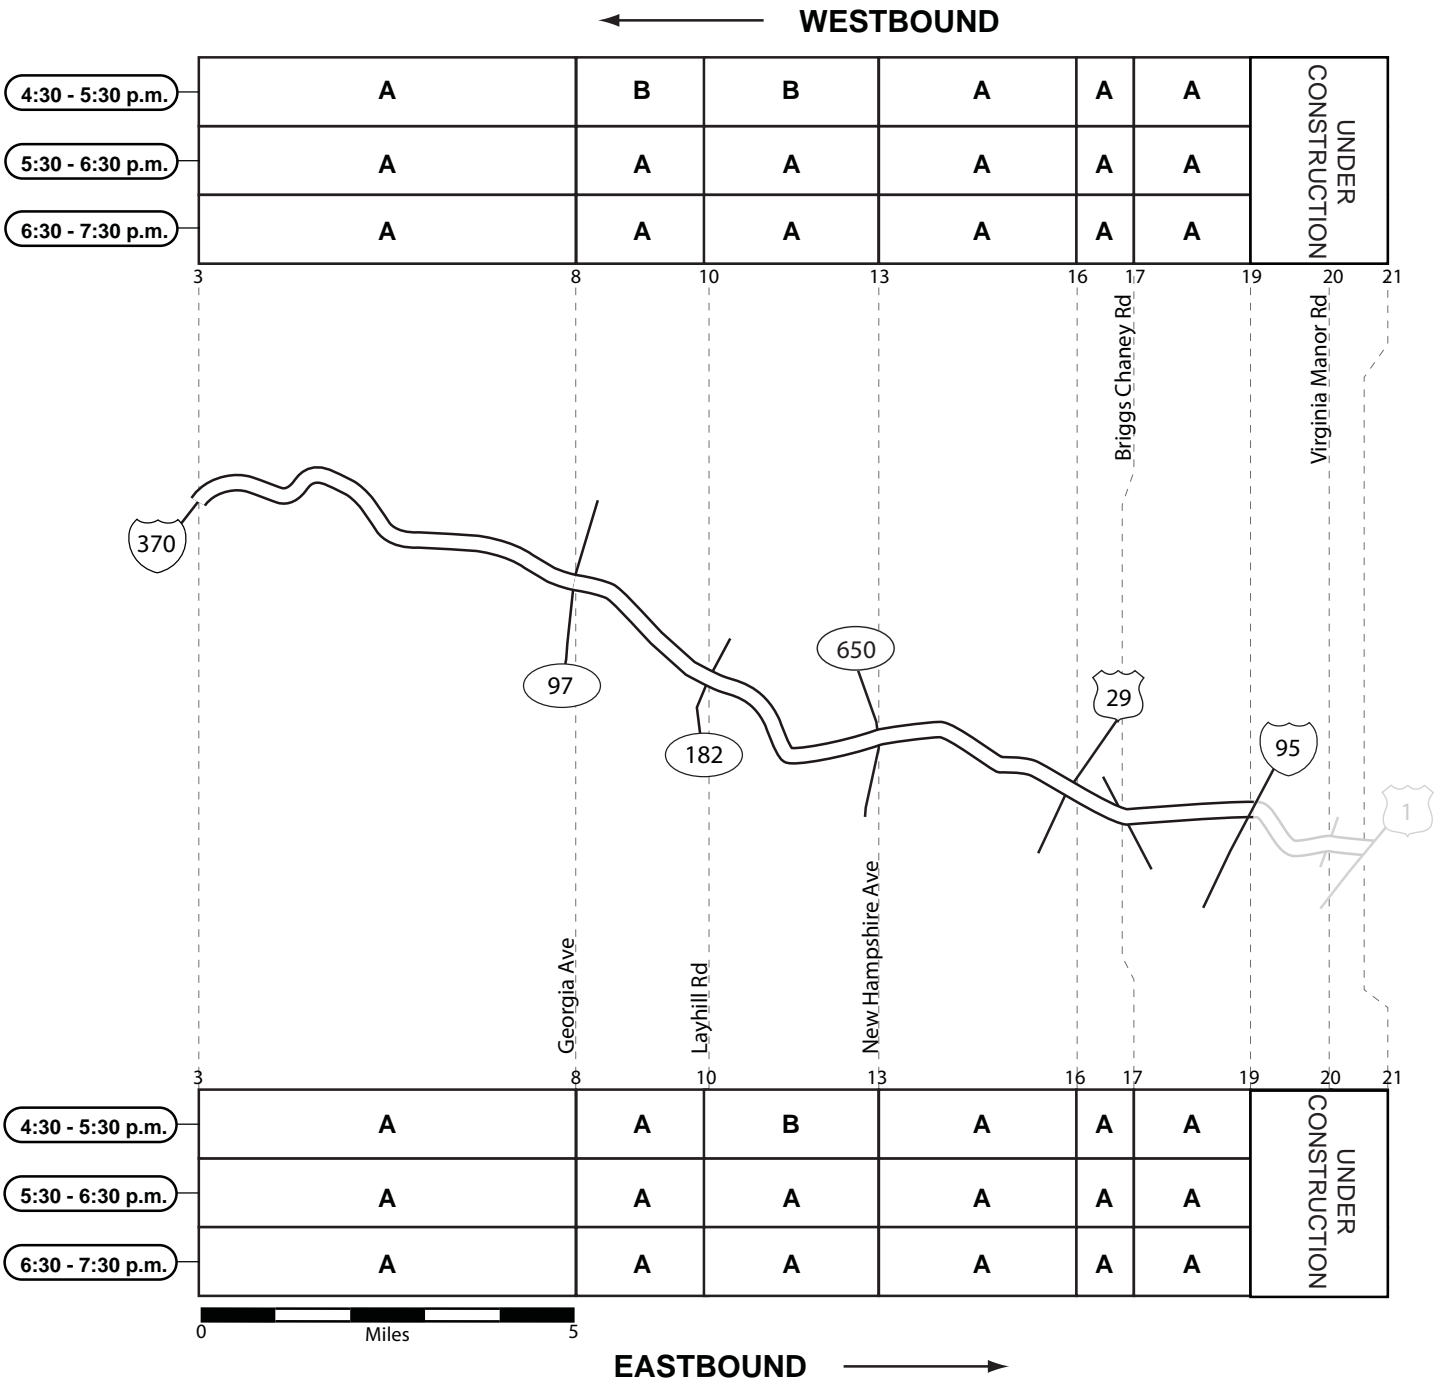 WESTBOUND
4:30 - 5:30 p.m. A B B A A A
5:30 - 6:30 p.m. A A A A A A
6:30 - 7:30 p.m. A A A A A A
UNDER
CONSTRUCTION
3 8 10 13 16 17 19 20 21
Briggs Chaney Rd
Virginia Manor Rd
370
97
182
650
29
95
1
Georgia Ave
Layhill Rd
New Hampshire Ave
3 8 10 13 16 17 19 20 21
4:30 - 5:30 p.m. A A B A A A
5:30 - 6:30 p.m. A A A A A A
6:30 - 7:30 p.m. A A A A A A
UNDER
CONSTRUCTION
0 Miles 5
EASTBOUND